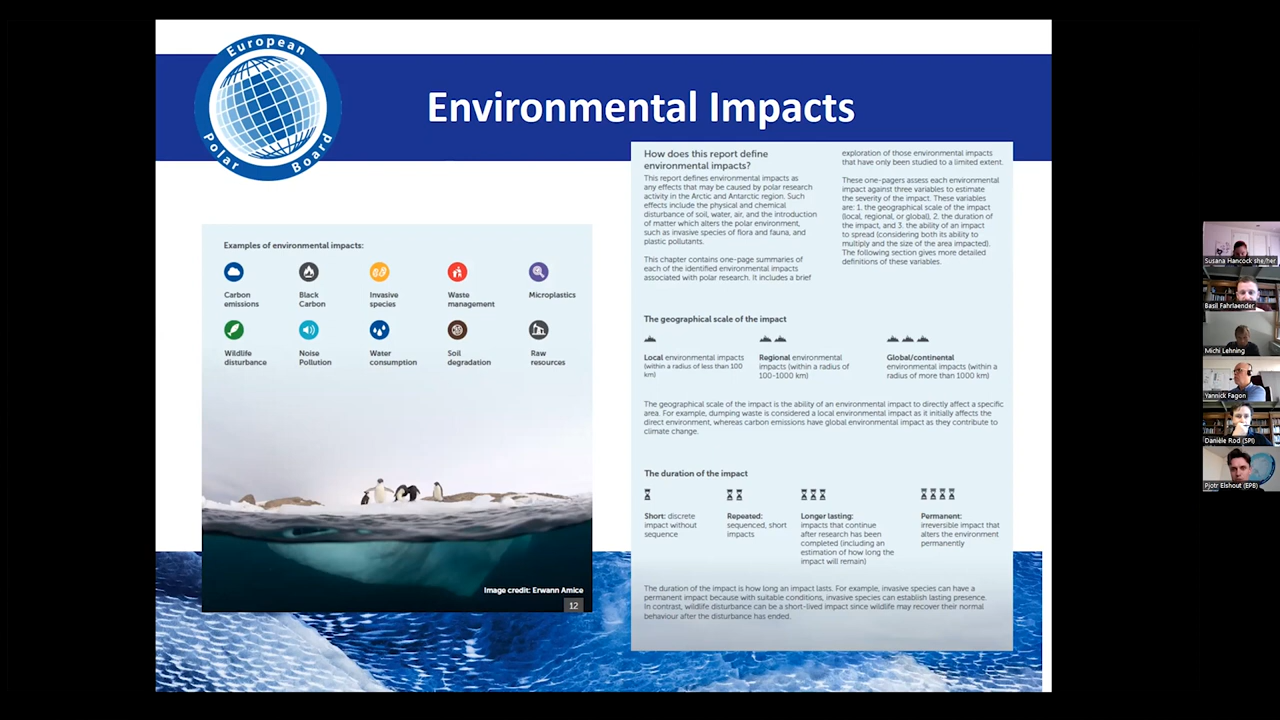 European
Polar Board
Environmental Impacts
Examples of environmental impacts:
Carbon
emissions
Black
Carbon
Invasive
species
Waste
management
Microplastics
Wildlife
disturbance
Noise
Pollution
Water
consumption
Soil
degradation
Raw
resources
Image credit: Erwann Amice
12
How does this report define
environmental impacts?
This report defines environmental impacts as
any effects that may be caused by polar research
activity in the Arctic and Antarctic region. Such
effects include the physical and chemical
disturbance of soil, water, air, and the introduction
of matter which alters the polar environment,
such as invasive species of flora and fauna, and
plastic pollutants.
This chapter contains one-page summaries of
each of the identified environmental impacts
associated with polar research. It includes a brief
exploration of those environmental impacts
that have only been studied to a limited extent.
These one-pagers assess each environmental
impact against three variables to estimate
the severity of the impact. These variables
are: 1. the geographical scale of the impact
(local, regional, or global), 2. the duration of
the impact, and 3. the ability of an impact
to spread (considering both its ability to
multiply and the size of the area impacted).
The following section gives more detailed
definitions of these variables.
The geographical scale of the impact
Local environmental impacts
(within a radius of less than 100
km)
Regional environmental
impacts (within a radius of
100-1000 km)
Global/continental
environmental impacts (within a
radius of more than 1000 km)
The geographical scale of the impact is the ability of an environmental impact to directly affect a specific
area. For example, dumping waste is considered a local environmental impact as it initially affects the
direct environment, whereas carbon emissions have global environmental impact as they contribute to
climate change.
The duration of the impact
Short: discrete
impact without
sequence
Repeated:
sequenced, short
impacts
Longer lasting:
impacts that continue
after research has been
completed (including an
estimation of how long the
impact will remain)
Permanent:
irreversible impact that
alters the environment
permanently
The duration of the impact is how long an impact lasts. For example, invasive species can have a
permanent impact because with suitable conditions, invasive species can establish lasting presence.
In contrast, wildlife disturbance can be a short-lived impact since wildlife may recover their normal
behaviour after the disturbance has ended.
Susana Hancock she/her
Basil Fahrlaender
Michi Lehning
Yannick Fagon
Danièle Rod (SPI)
Pjotr Elshout (EPB)